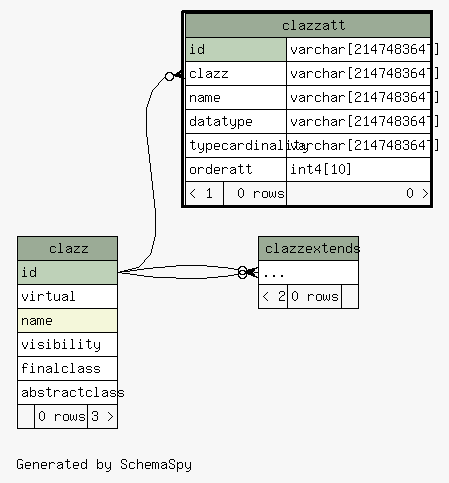 clazzatt
id varchar[2147483647]
clazz varchar[2147483647]
name varchar[2147483647]
datatype varchar[2147483647]
typecardinality varchar[2147483647]
orderatt int4[10]
< 1 0 rows 0 >
clazz
id
virtual
name
visibility
finalclass
abstractclass
0 rows 3 >
clazzextends
...
< 2 0 rows
Generated by SchemaSpy